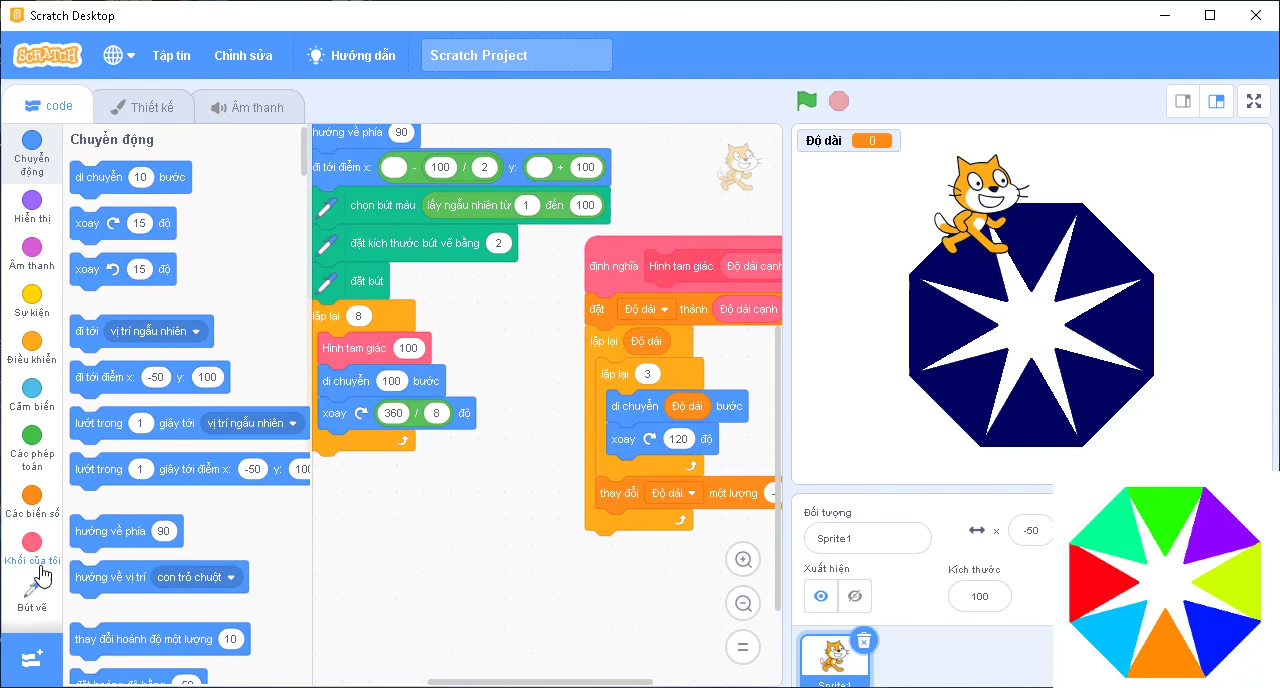 Scratch Desktop
SCRATCH
Tập tin
Chỉnh sửa
Hướng dẫn
Scratch Project
code
Thiết kế
Âm thanh
Chuyển động
Hiển thị
Âm thanh
Sự kiện
Điều khiển
Cảm biến
Các phép toán
Các biến số
Khối của tôi
Bút vẽ
Chuyển động
di chuyển 10 bước
xoay 15 độ
xoay 15 độ
đi tới vị trí ngẫu nhiên
đi tới điểm x: -50 y: 100
lướt trong 1 giây tới vị trí ngẫu nhiên
lướt trong 1 giây tới điểm x: -50 y: 100
hướng về phía 90
hướng về vị trí con trỏ chuột
thay đổi hoành độ một lượng 10
đặt hoành độ bằng -50
hướng về phía 90
đi tới điểm x: - 100 / 2 y: + 100
chọn bút màu lấy ngẫu nhiên từ 1 đến 100
đặt kích thước bút vẽ bằng 2
đặt bút
lặp lại 8
Hình tam giác 100
di chuyển 100 bước
xoay 360 / 8 độ
định nghĩa Hình tam giác Độ dài cạnh
đặt Độ dài thành Độ dài cạnh
lặp lại Độ dài
lặp lại 3
di chuyển Độ dài bước
xoay 120 độ
thay đổi Độ dài một lượng
Độ dài 0
Đối tượng
Sprite1
x -50
Xuất hiện
Kích thước
100
Sprite1